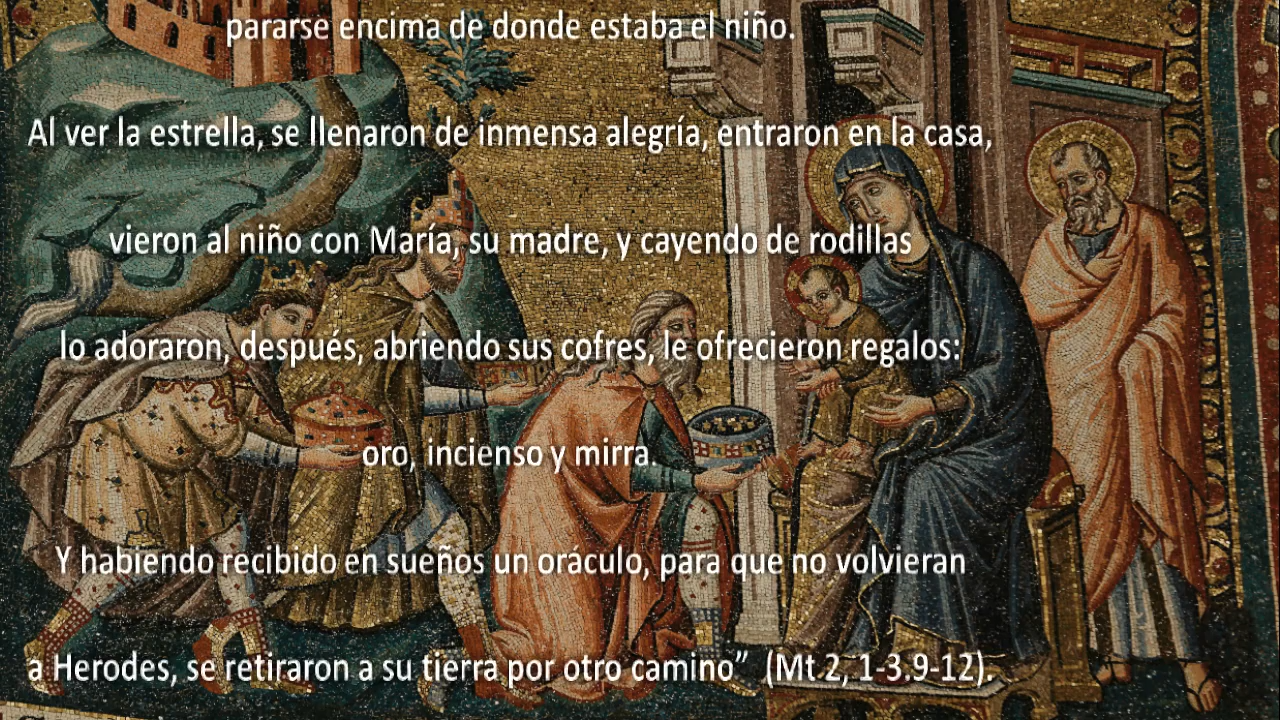 pararse encima de donde estaba el niño.
Al ver la estrella, se llenaron de inmensa alegría, entraron en la casa,
vieron al niño con María, su madre, y cayendo de rodillas
lo adoraron, después, abriendo sus cofres, le ofrecieron regalos:
oro, incienso y mirra.
Y habiendo recibido en sueños un oráculo, para que no volvieran
a Herodes, se retiraron a su tierra por otro camino” (Mt 2, 1-3.9-12).